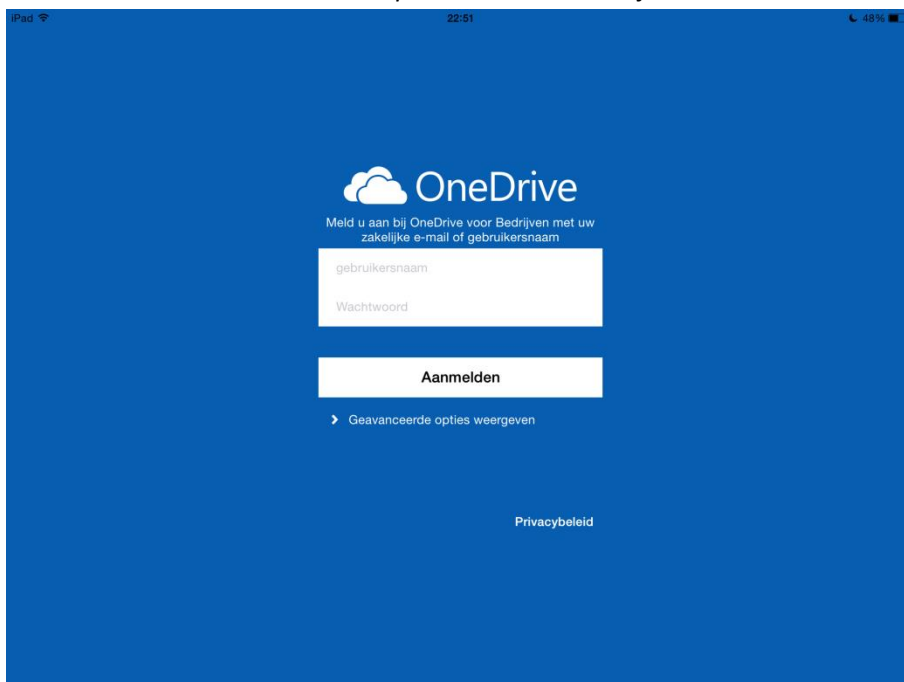 iPad 22:51 48%
OneDrive
Meld u aan bij OneDrive voor Bedrijven met uw
zakelijke e-mail of gebruikersnaam
gebruikersnaam
Wachtwoord
Aanmelden
Geavanceerde opties weergeven
Privacybeleid